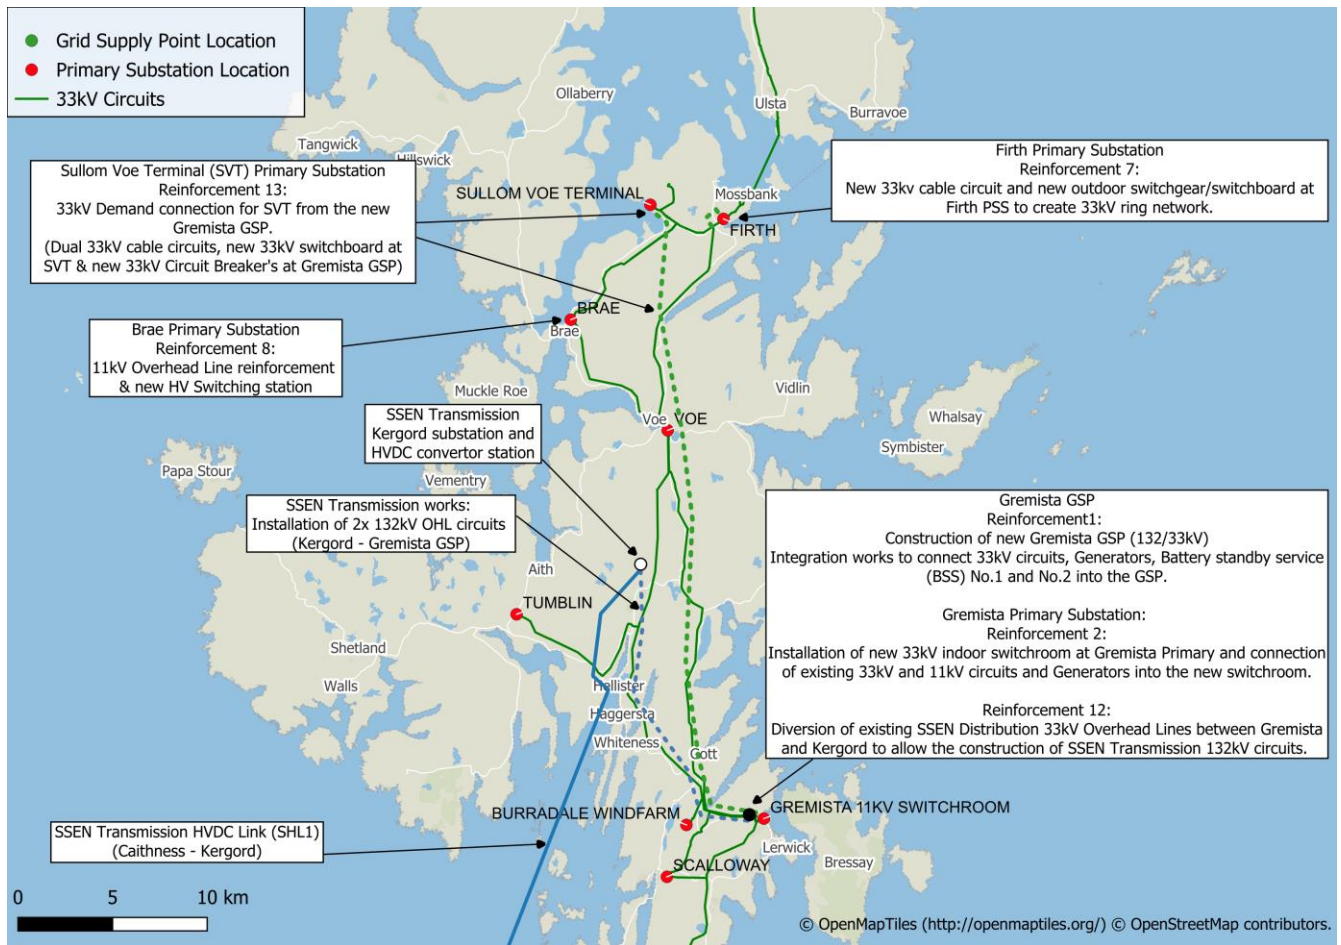 Grid Supply Point Location
Primary Substation Location
33kV Circuits
Ollaberry
Ulsta
Burravoe
Tangwick
Hillswick
Sullom Voe Terminal (SVT) Primary Substation
Reinforcement 13:
33kV Demand connection for SVT from the new
Gremista GSP.
(Dual 33kV cable circuits, new 33kV switchboard at
SVT & new 33kV Circuit Breaker's at Gremista GSP)
SULLOM VOE TERMINAL
Mossbank
FIRTH
Firth Primary Substation
Reinforcement 7:
New 33kv cable circuit and new outdoor switchgear/switchboard at
Firth PSS to create 33kV ring network.
BRAE
Brae
Brae Primary Substation
Reinforcement 8:
11kV Overhead Line reinforcement
& new HV Switching station
Muckle Roe
Vidlin
Whalsay
Symbister
Voe
VOE
SSEN Transmission
Kergord substation and
HVDC convertor station
Papa Stour
Vementry
SSEN Transmission works:
Installation of 2x 132kV OHL circuits
(Kergord - Gremista GSP)
Aith
TUMBLIN
Shetland
Walls
Hellister
Haggersta
Whiteness
Gott
Gremista GSP
Reinforcement1:
Construction of new Gremista GSP (132/33kV)
Integration works to connect 33kV circuits, Generators, Battery standby service
(BSS) No.1 and No.2 into the GSP.
Gremista Primary Substation:
Reinforcement 2:
Installation of new 33kV indoor switchroom at Gremista Primary and connection
of existing 33kV and 11kV circuits and Generators into the new switchroom.
Reinforcement 12:
Diversion of existing SSEN Distribution 33kV Overhead Lines between Gremista
and Kergord to allow the construction of SSEN Transmission 132kV circuits.
BURRADALE WINDFARM
GREMISTA 11KV SWITCHROOM
Lerwick
Bressay
SCALLOWAY
SSEN Transmission HVDC Link (SHL1)
(Caithness - Kergord)
0 5 10 km
© OpenMapTiles (http://openmaptiles.org/) © OpenStreetMap contributors.